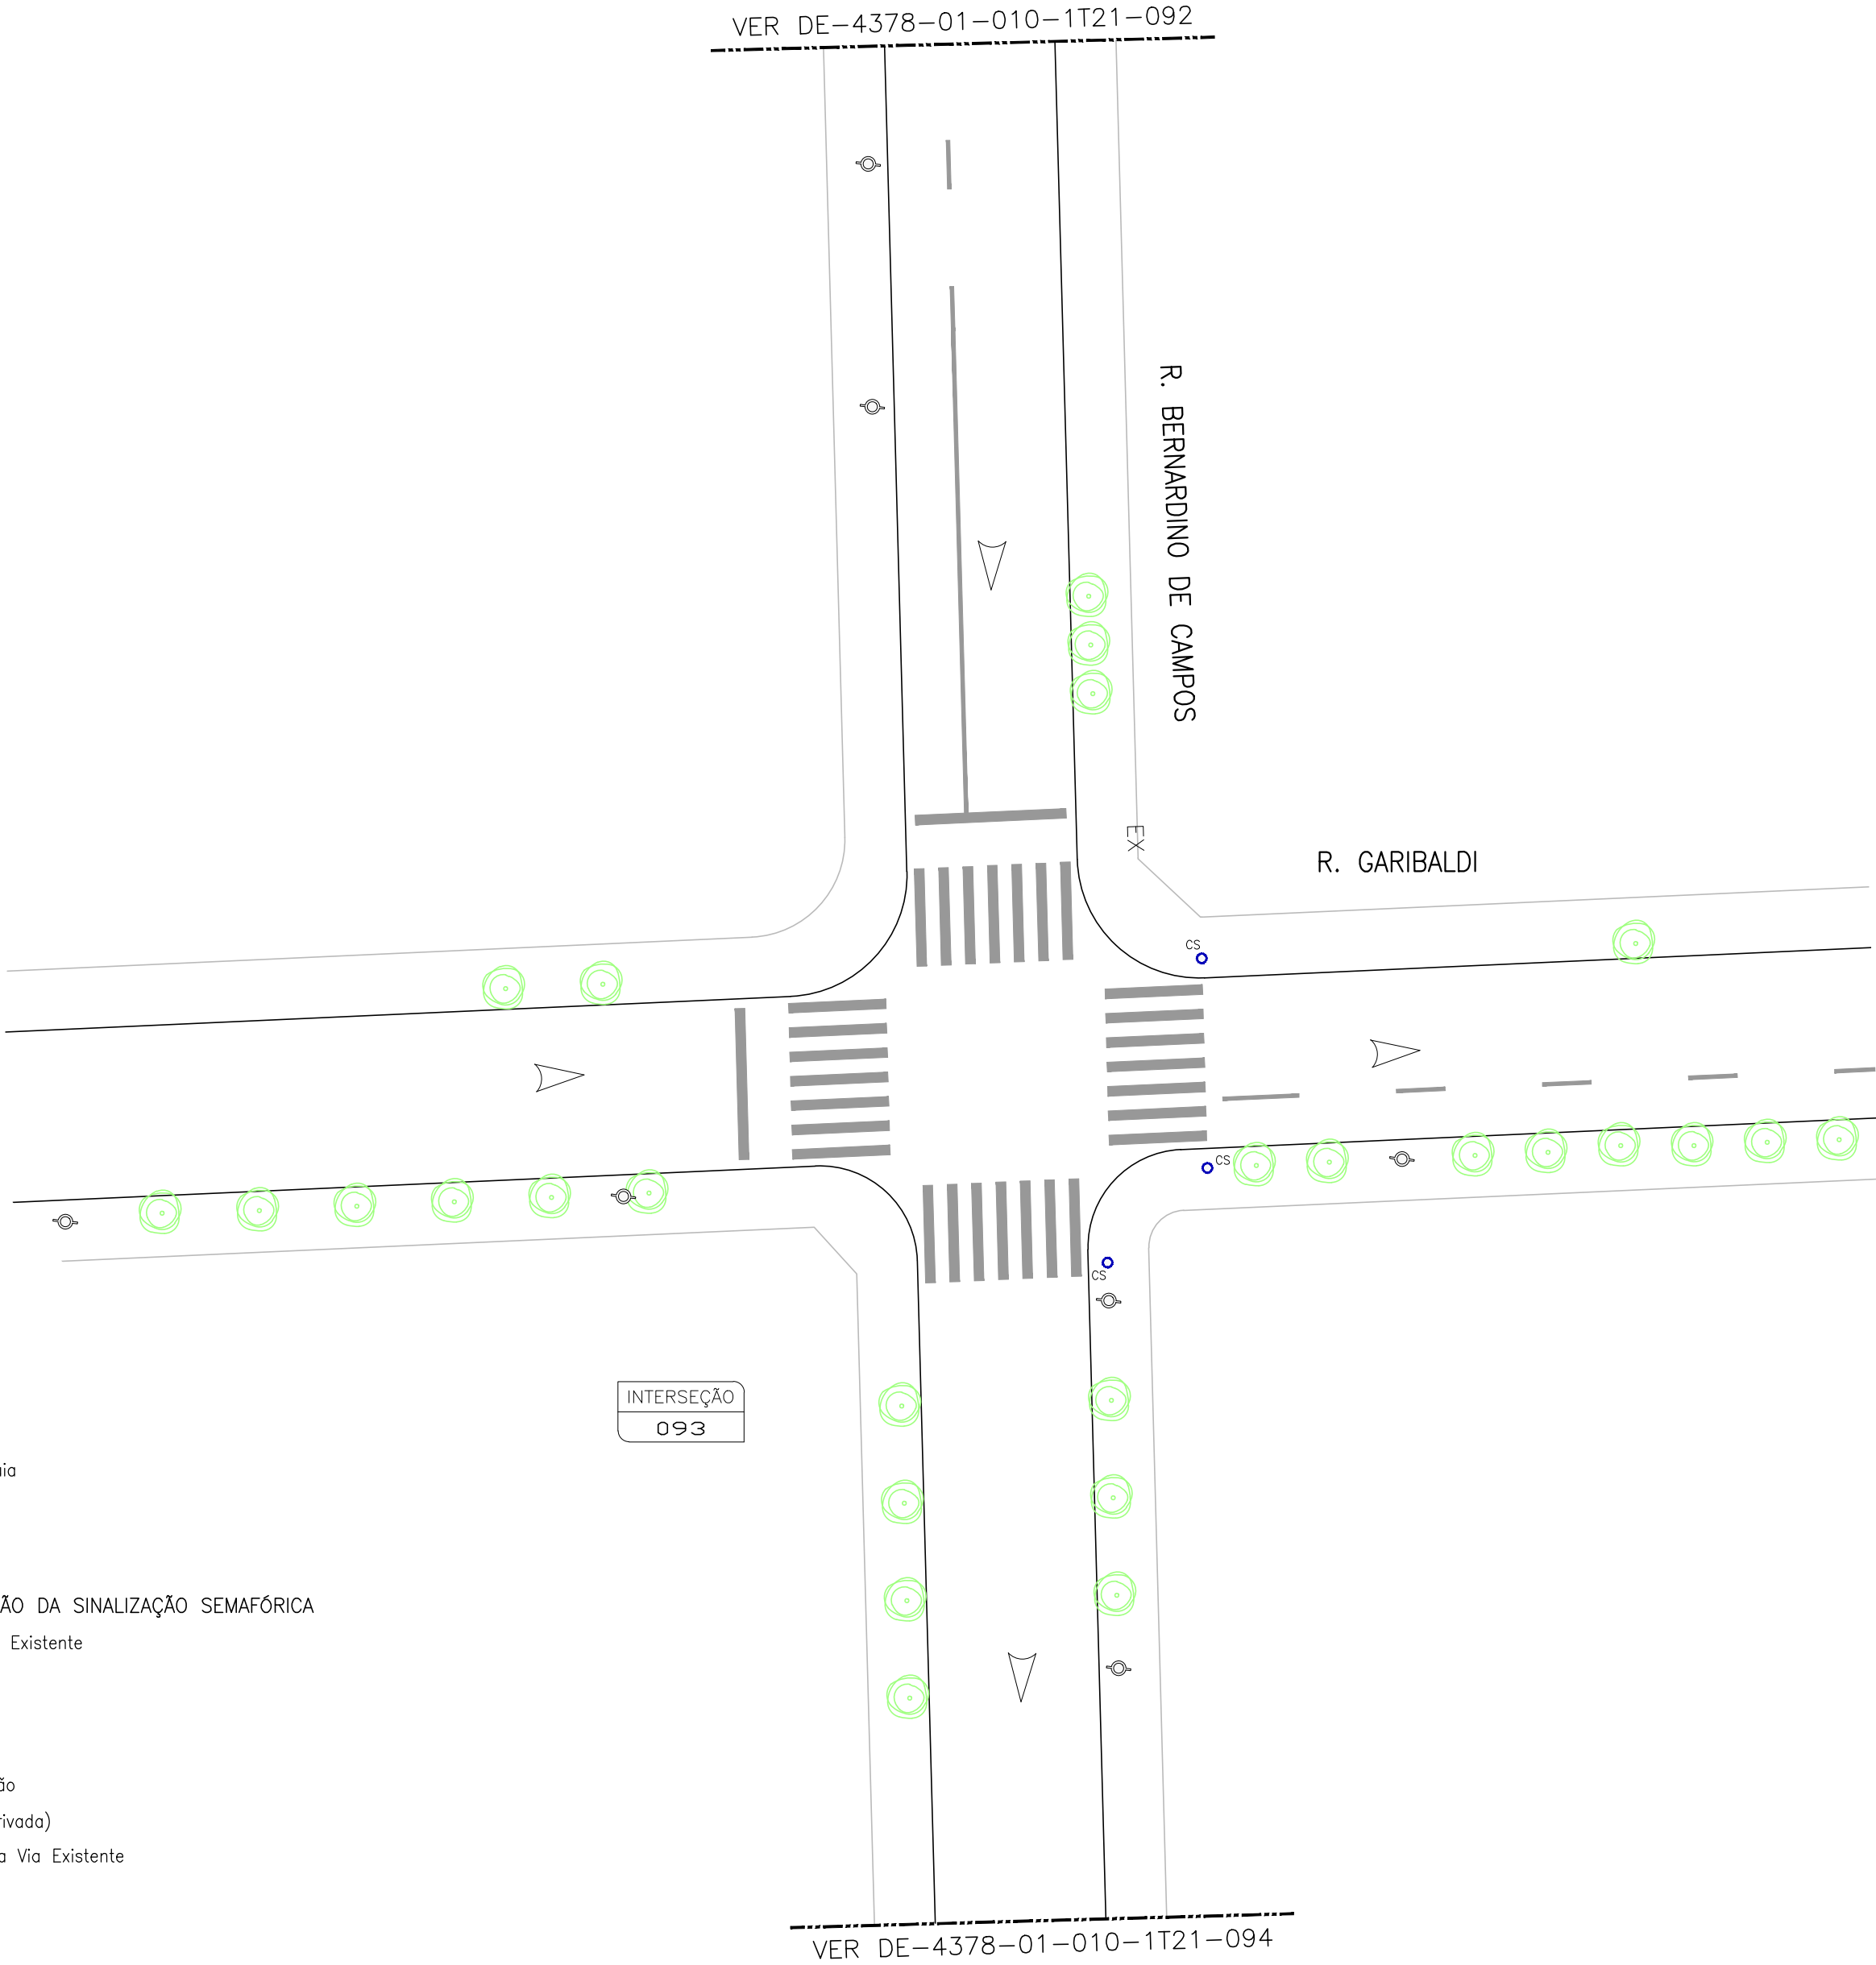 VER DE-4378-01-010-1T21-092
R. BERNARDINO DE CAMPOS
EX
R. GARIBALDI
CS
CS
CS
INTERSEÇÃO
093
ÃO DA SINALIZAÇÃO SEMAFÓRICA
Existente
ão
rivada)
a Via Existente
VER DE-4378-01-010-1T21-094